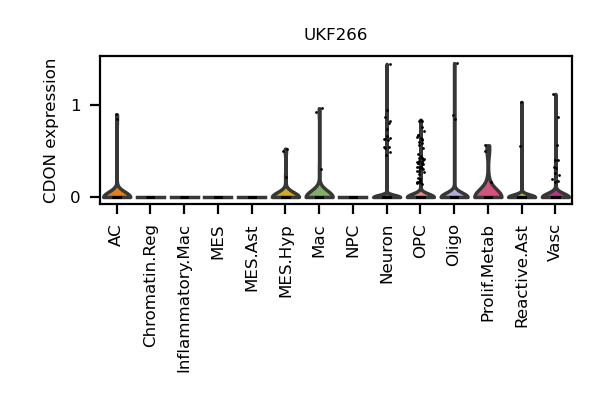 UKF266
CDON expression
1
0
AC
Chromatin.Reg
Inflammatory.Mac
MES
MES.Ast
MES.Hyp
Mac
NPC
Neuron
OPC
Oligo
Prolif.Metab
Reactive.Ast
Vasc